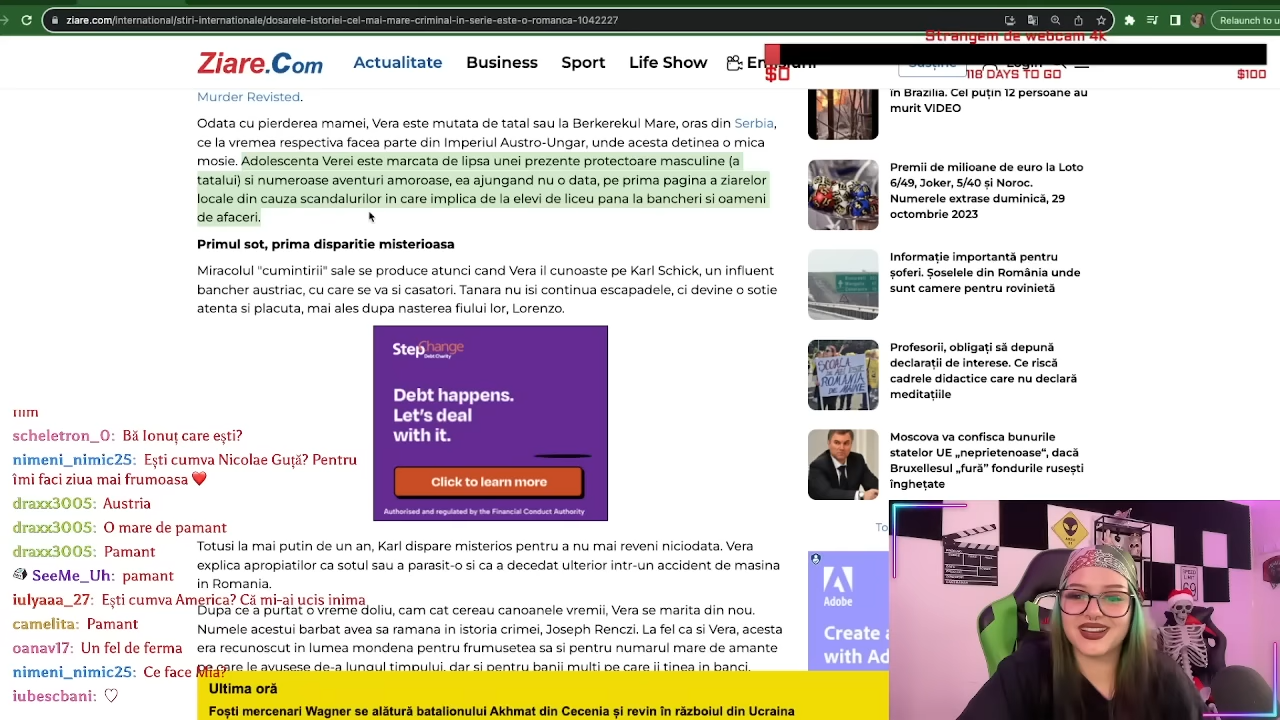 ziare.com/international/stiri-internationale/dosarele-istoriei-cei-mai-mare-criminal-in-serie-este-o-romanca-1042227
Relaunch to u
Strangem de webcam 4k
$0
118 DAYS TO GO
$100
Ziare.Com
Actualitate
Business
Sport
Life Show
Login
Murder Revisted.
Odata cu pierderea mamei, Vera este mutata de tatal sau la Berkerekul Mare, oras din Serbia,
ce la vremea respectiva facea parte din Imperiul Austro-Ungar, unde acesta detinea o mica
mosie. Adolescenta Verei este marcata de lipsa unei prezente protectoare masculine (a
tatalui) si numeroase aventuri amoroase, ea ajungand nu o data, pe prima pagina a ziarelor
locale din cauza scandalurilor in care implica de la elevi de liceu pana la bancheri si oameni
de afaceri.
Primul sot, prima disparitie misterioasa
Miracolul "cumintirii" sale se produce atunci cand Vera il cunoaste pe Karl Schick, un influent
bancher austriac, cu care se va si casatori. Tanara nu isi continua escapadele, ci devine o sotie
atenta si placuta, mai ales dupa nasterea fiului lor, Lorenzo.
StepChange
Debt Charity
Debt happens.
Let's deal
with it.
Click to learn more
Authorised and regulated by the Financial Conduct Authority
Totusi la mai putin de un an, Karl dispare misterios pentru a nu mai reveni niciodata. Vera
explica apropiatilor ca sotul sau a parasit-o si ca a decedat ulterior intr-un accident de masina
in Romania.
Dupa ce a purtat o vreme doliu, cam cat cereau canoanele vremii, Vera se marita din nou.
Numele acestui barbat avea sa ramana in istoria crimei, Joseph Renczi. La fel ca si Vera, acesta
era recunoscut in lumea mondena pentru frumusetea sa si pentru numarul mare de amante
pe care le avusese de-a lungul timpului, dar si pentru banii multi pe care ii tinea in banci.
Ultima oră
Foști mercenari Wagner se alătură batalionului Akhmat din Cecenia și revin în războiul din Ucraina
în Brazilia. Cel puțin 12 persoane au
murit VIDEO
Premii de milioane de euro la Loto
6/49, Joker, 5/40 și Noroc.
Numerele extrase duminică, 29
octombrie 2023
Informație importantă pentru
șoferi. Șoselele din România unde
sunt camere pentru rovinietă
Profesorii, obligați să depună
declarații de interese. Ce riscă
cadrele didactice care nu declară
meditațiile
Moscova va confisca bunurile
statelor UE „neprietenoase“, dacă
Bruxellesul „fură” fondurile rusești
înghețate
To
Adobe
Create a
with Ad
scheletron_0: Bă Ionuț care ești?
nimeni_nimic25: Ești cumva Nicolae Guță? Pentru
îmi faci ziua mai frumoasa ❤
draxx3005: Austria
draxx3005: O mare de pamant
draxx3005: Pamant
SeeMe_Uh: pamant
iulyaaa_27: Ești cumva America? Că mi-ai ucis inima
camelita: Pamant
oanav17: Un fel de ferma
nimeni_nimic25: Ce face Mia?
iubescbani: ♡